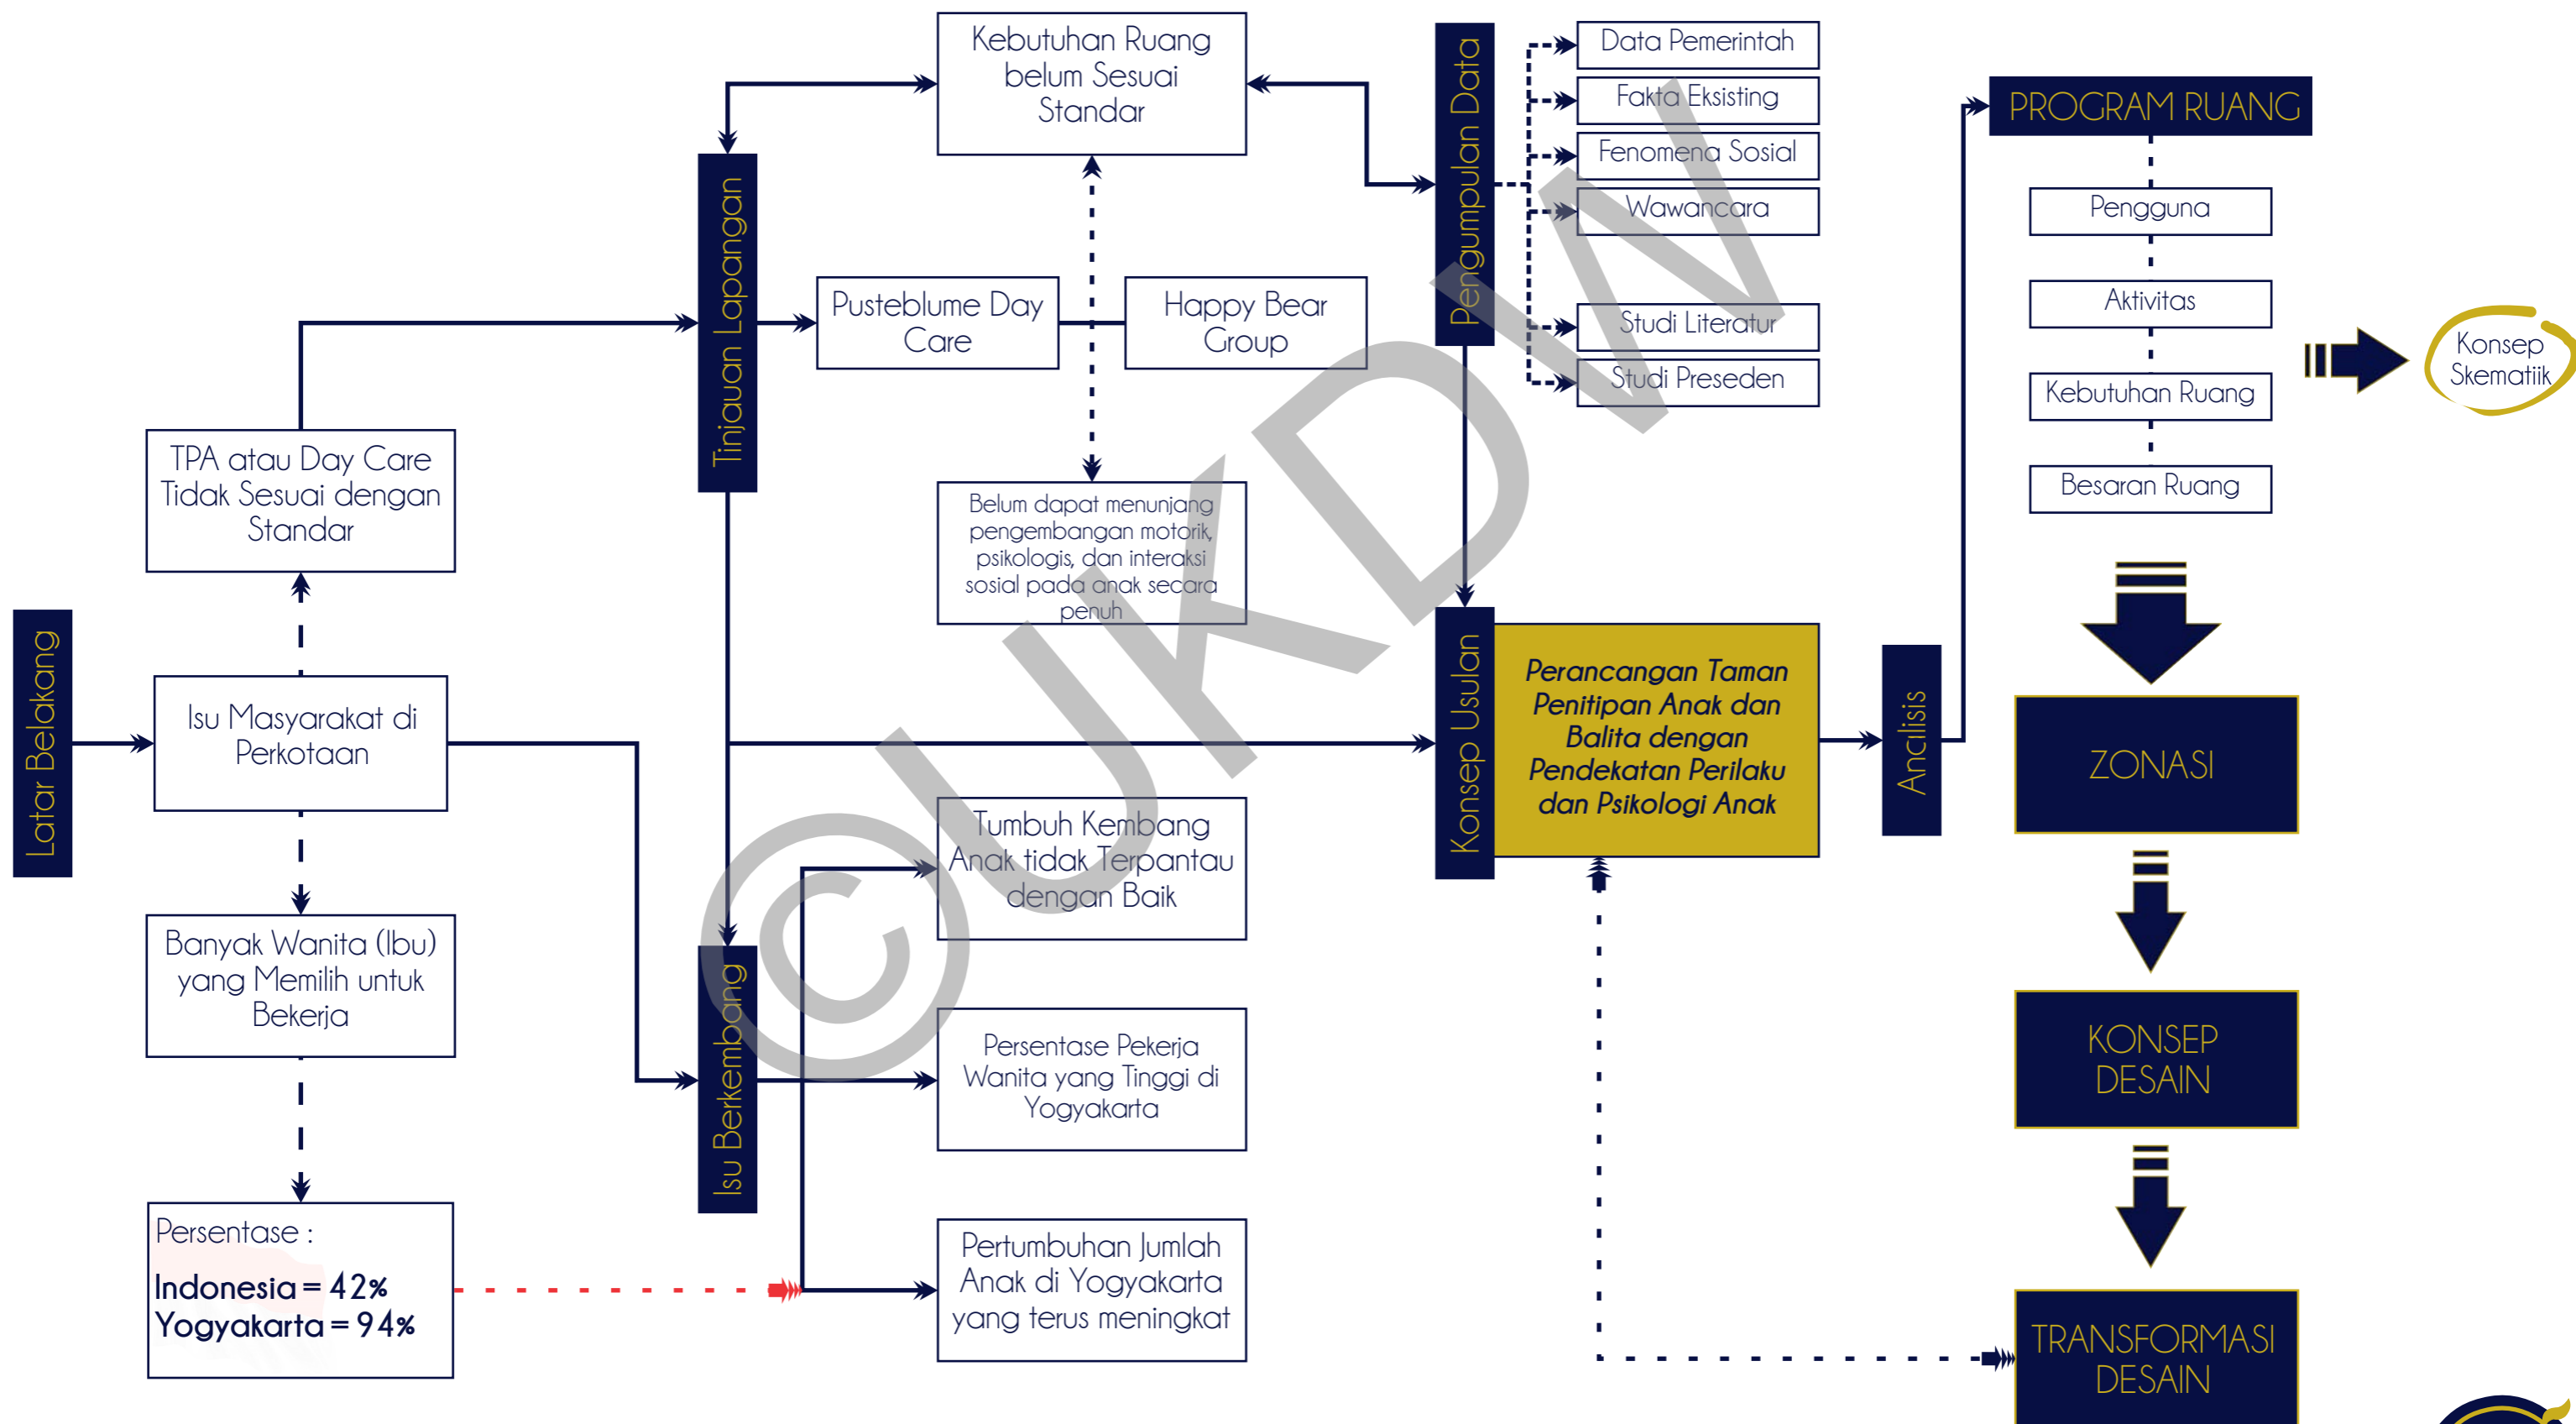 Latar Belakang
TPA atau Day Care
Tidak Sesuai dengan
Standar
Isu Masyarakat di
Perkotaan
Banyak Wanita (Ibu)
yang Memilih untuk
Bekerja
Persentase :
Indonesia = 42%
Yogyakarta = 94%
Tinjauan Lapangan
Isu Berkembang
Kebutuhan Ruang
belum Sesuai
Standar
Pusteblume Day
Care
Happy Bear
Group
Belum dapat menunjang
pengembangan motorik,
psikologis, dan interaksi
sosial pada anak secara
penuh
Tumbuh Kembang
Anak tidak Terpantau
dengan Baik
Persentase Pekerja
Wanita yang Tinggi di
Yogyakarta
Pertumbuhan Jumlah
Anak di Yogyakarta
yang terus meningkat
Pengumpulan Data
Data Pemerintah
Fakta Eksisting
Fenomena Sosial
Wawancara
Studi Literatur
Studi Preseden
Konsep Usulan
Perancangan Taman
Penitipan Anak dan
Balita dengan
Pendekatan Perilaku
dan Psikologi Anak
Analisis
PROGRAM RUANG
Pengguna
Aktivitas
Kebutuhan Ruang
Besaran Ruang
Konsep
Skematiik
ZONASI
KONSEP
DESAIN
TRANSFORMASI
DESAIN
©UKDW